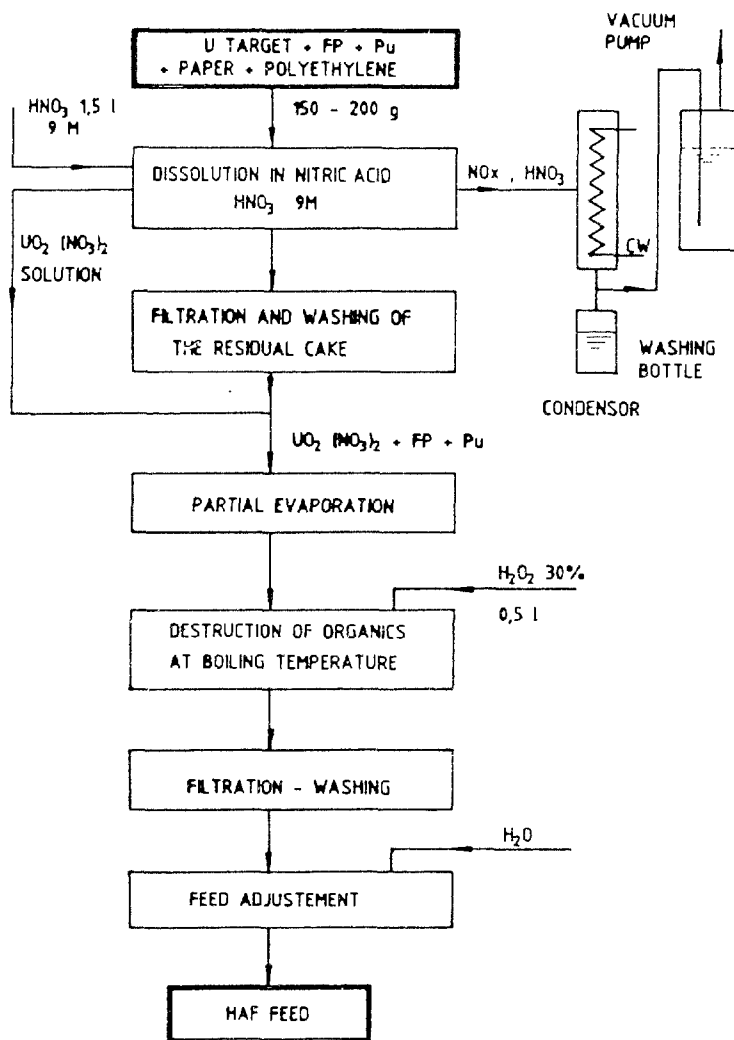 U TARGET + FP + Pu
+ PAPER + POLYETHYLENE
VACUUM
PUMP
HNO₃ 1,5 l
9 M
150 - 200 g
DISSOLUTION IN NITRIC ACID
HNO₃ 9M
NOx , HNO₃
CW
UO₂ (NO₃)₂
SOLUTION
FILTRATION AND WASHING OF
THE RESIDUAL CAKE
WASHING
BOTTLE
CONDENSOR
UO₂ (NO₃)₂ + FP + Pu
PARTIAL EVAPORATION
H₂O₂ 30%
0,5 l
DESTRUCTION OF ORGANICS
AT BOILING TEMPERATURE
FILTRATION - WASHING
H₂O
FEED ADJUSTEMENT
HAF FEED